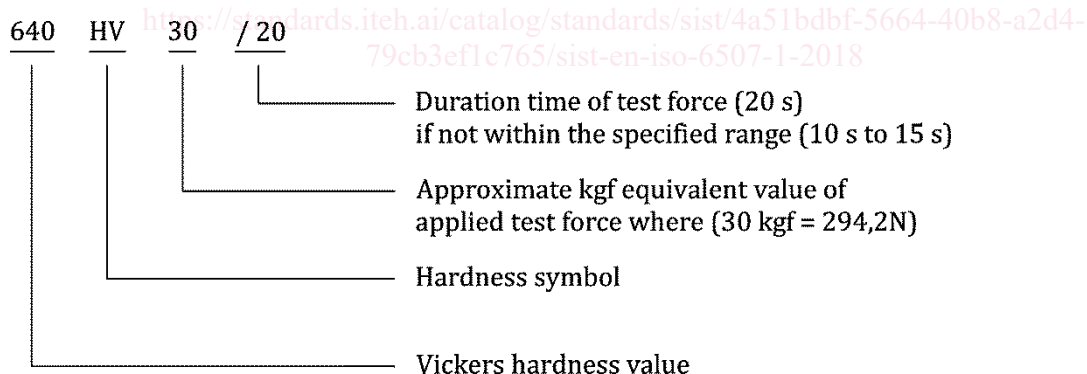 https://standards.iteh.ai/catalog/standards/sist/4a51bdbf-5664-40b8-a2d4-
640 HV 30 / 20
79cb3ef1c765/sist-en-iso-6507-1-2018
Duration time of test force (20 s)
if not within the specified range (10 s to 15 s)
Approximate kgf equivalent value of
applied test force where (30 kgf = 294,2N)
Hardness symbol
Vickers hardness value